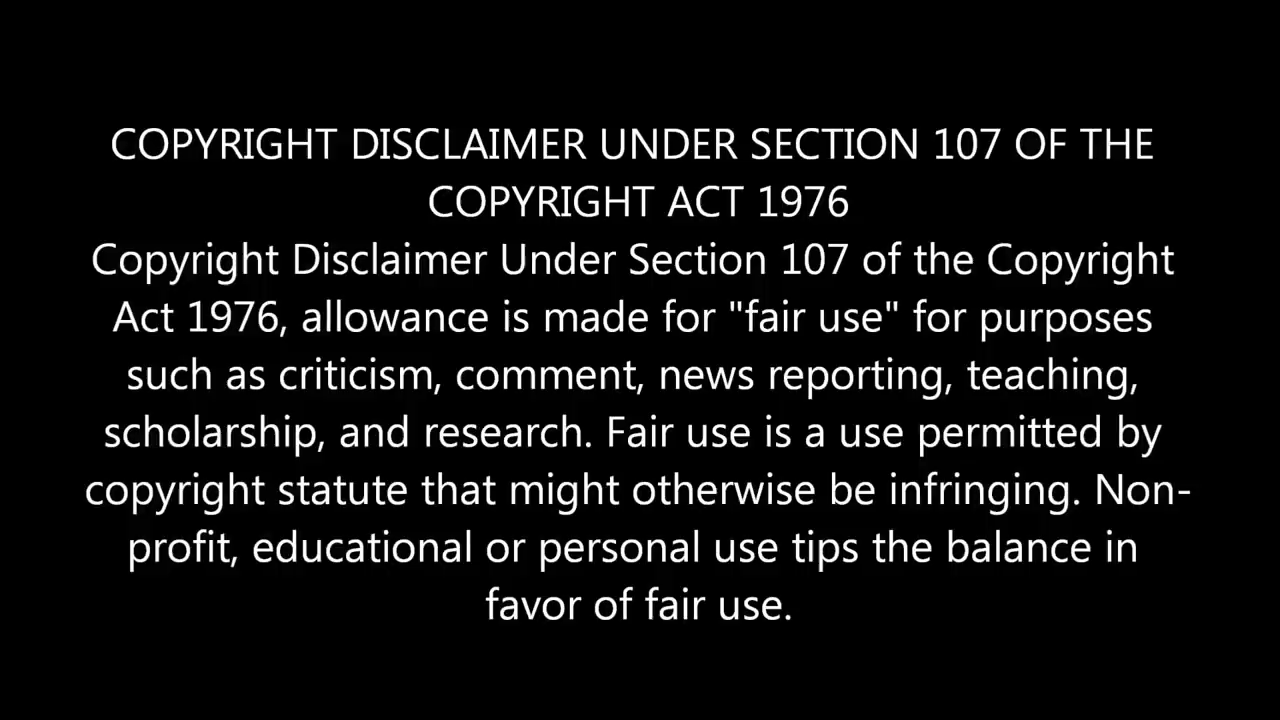 COPYRIGHT DISCLAIMER UNDER SECTION 107 OF THE
COPYRIGHT ACT 1976
Copyright Disclaimer Under Section 107 of the Copyright
Act 1976, allowance is made for "fair use" for purposes
such as criticism, comment, news reporting, teaching,
scholarship, and research. Fair use is a use permitted by
copyright statute that might otherwise be infringing. Non-
profit, educational or personal use tips the balance in
favor of fair use.